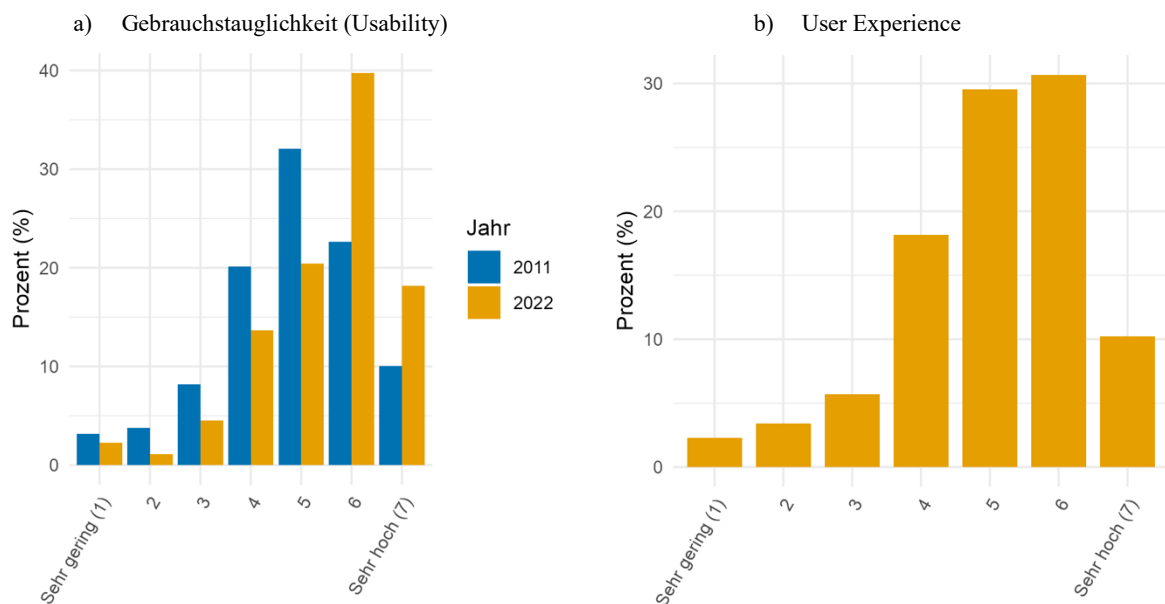 a) Gebrauchstauglichkeit (Usability)
40
30
20
10
0
Prozent (%)
Sehr gering (1)
2
3
4
5
6
Sehr hoch (7)
Jahr
2011
2022
b) User Experience
30
20
10
0
Prozent (%)
Sehr gering (1)
2
3
4
5
6
Sehr hoch (7)